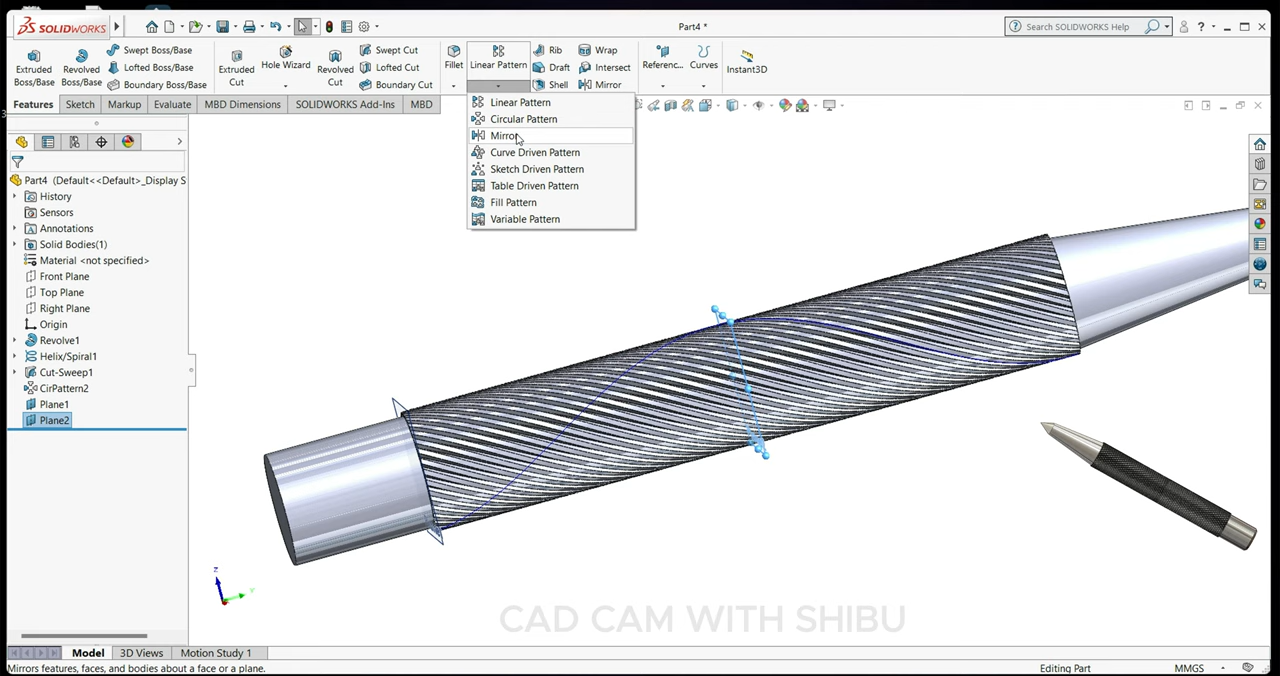 SOLIDWORKS
Part4 *
Search SOLIDWORKS Help
Extruded Boss/Base
Revolved Boss/Base
Swept Boss/Base
Lofted Boss/Base
Boundary Boss/Base
Extruded Cut
Hole Wizard
Revolved Cut
Swept Cut
Lofted Cut
Boundary Cut
Fillet
Linear Pattern
Rib
Draft
Shell
Wrap
Intersect
Mirror
Referenc...
Curves
Instant3D
Features
Sketch
Markup
Evaluate
MBD Dimensions
SOLIDWORKS Add-Ins
MBD
Linear Pattern
Circular Pattern
Mirror
Curve Driven Pattern
Sketch Driven Pattern
Table Driven Pattern
Fill Pattern
Variable Pattern
3
Part4 (Default<<Default>_Display S
History
Sensors
Annotations
Solid Bodies(1)
Material <not specified>
Front Plane
Top Plane
Right Plane
Origin
Revolve1
Helix/Spiral1
Cut-Sweep1
CirPattern2
Plane1
Plane2
Z
Y
CAD CAM WITH SHIBU
Model
3D Views
Motion Study 1
Mirrors features, faces, and bodies about a face or a plane.
Editing Part
MMGS